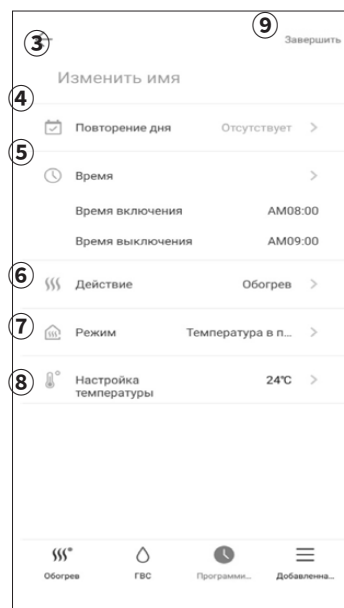 ③ ⑨ Завершить
Изменить имя
④
Повторение дня Отсутствует >
⑤
Время >
Время включения AM08:00
Время выключения AM09:00
⑥ Действие Обогрев >
⑦ Режим Температура в п... >
⑧ Настройка температуры 24℃ >
Обогрев ГВС Программи... Добавленна...